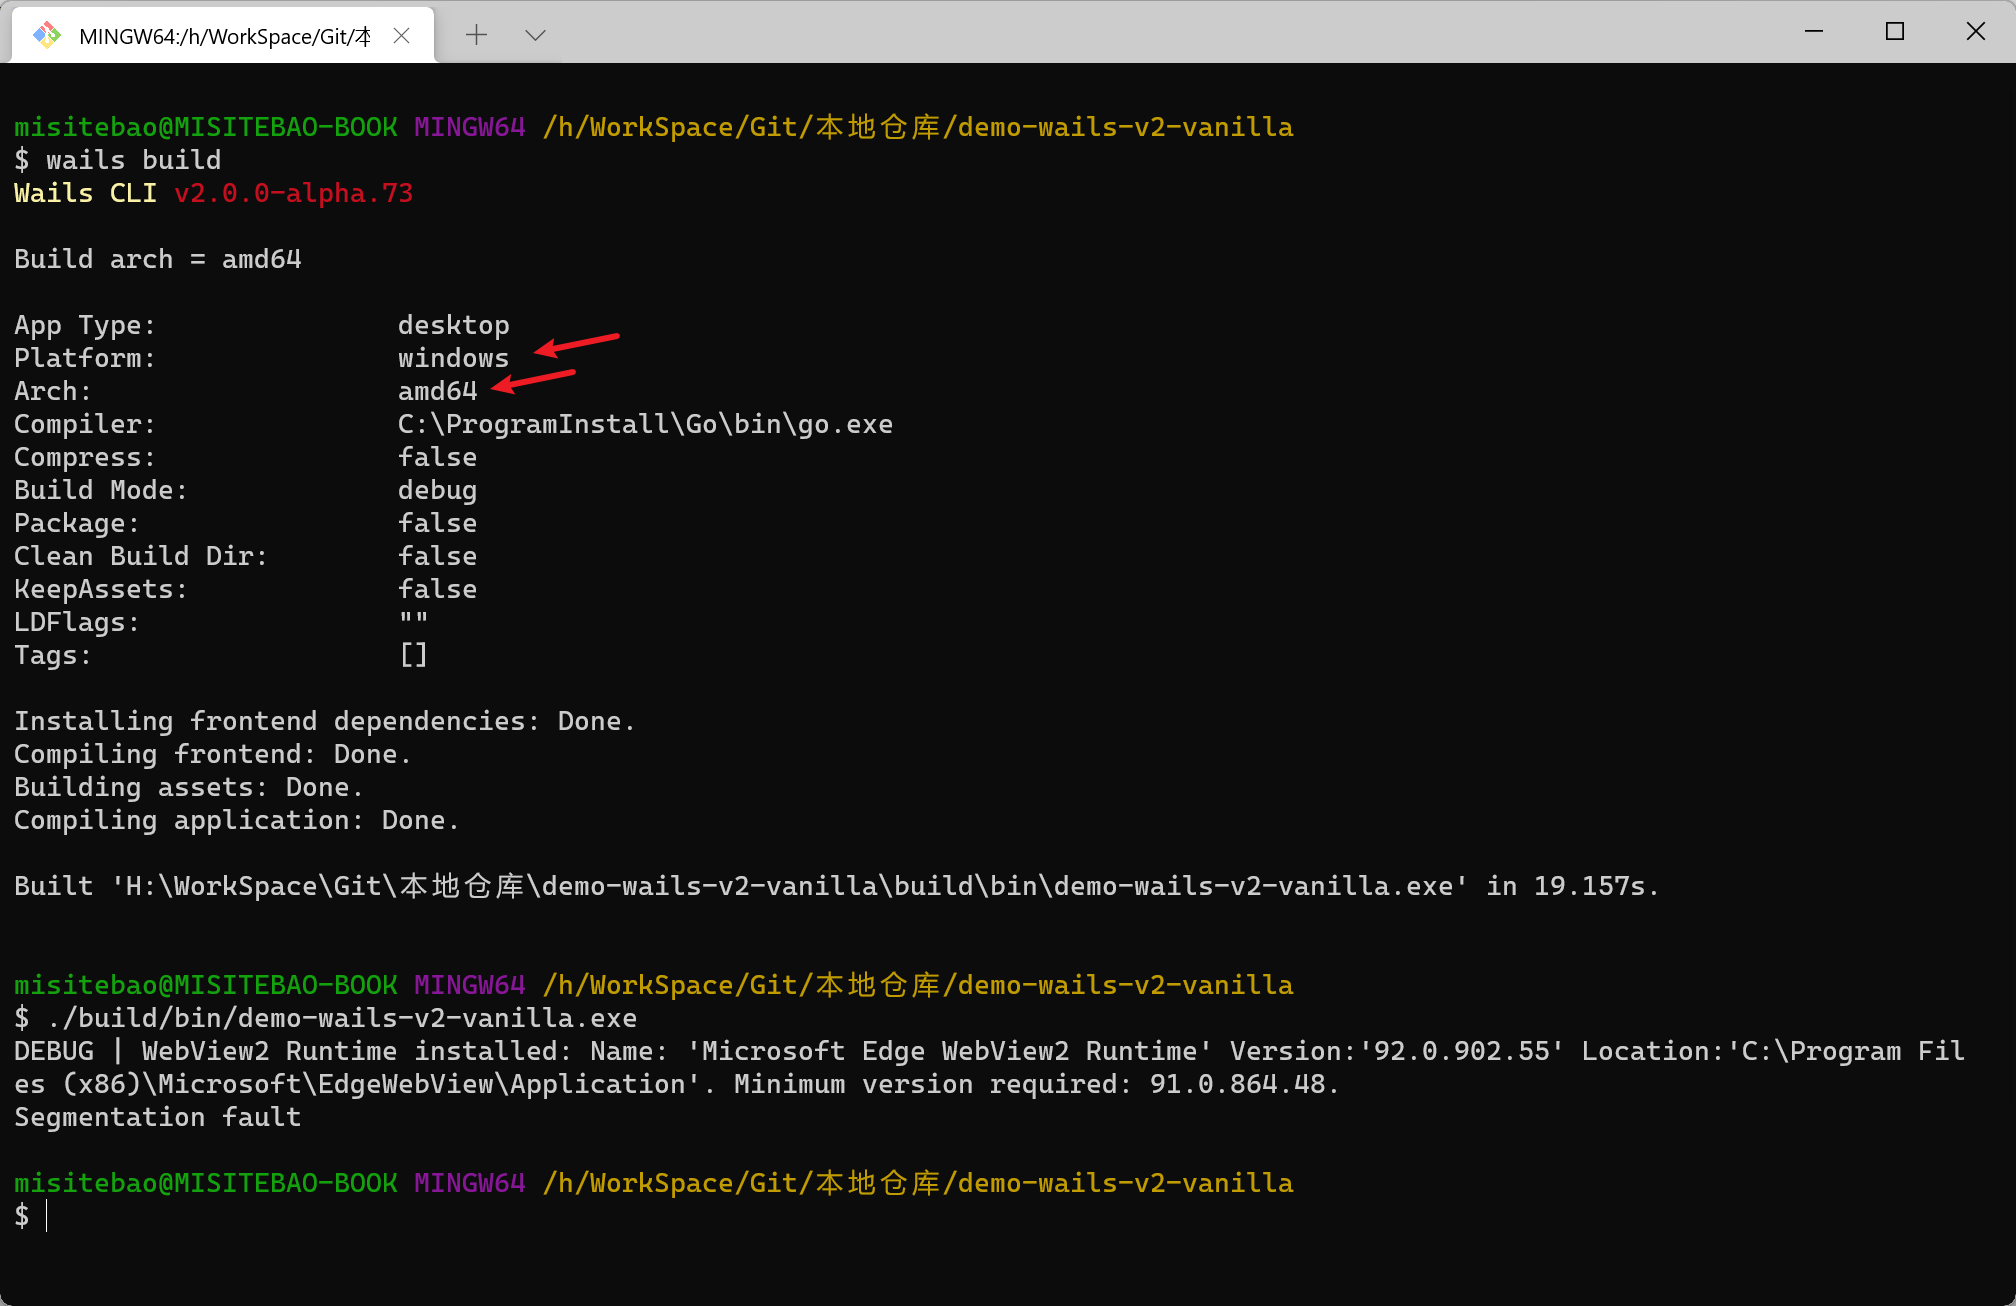 MINGW64:/h/WorkSpace/Git/本
misitebao@MISITEBAO-BOOK MINGW64 /h/WorkSpace/Git/本地仓库/demo-wails-v2-vanilla
$ wails build
Wails CLI v2.0.0-alpha.73
Build arch = amd64
App Type: desktop
Platform: windows
Arch: amd64
Compiler: C:\ProgramInstall\Go\bin\go.exe
Compress: false
Build Mode: debug
Package: false
Clean Build Dir: false
KeepAssets: false
LDFlags: ""
Tags: []
Installing frontend dependencies: Done.
Compiling frontend: Done.
Building assets: Done.
Compiling application: Done.
Built 'H:\WorkSpace\Git\本地仓库\demo-wails-v2-vanilla\build\bin\demo-wails-v2-vanilla.exe' in 19.157s.
misitebao@MISITEBAO-BOOK MINGW64 /h/WorkSpace/Git/本地仓库/demo-wails-v2-vanilla
$ ./build/bin/demo-wails-v2-vanilla.exe
DEBUG | WebView2 Runtime installed: Name: 'Microsoft Edge WebView2 Runtime' Version:'92.0.902.55' Location:'C:\Program Fil
es (x86)\Microsoft\EdgeWebView\Application'. Minimum version required: 91.0.864.48.
Segmentation fault
misitebao@MISITEBAO-BOOK MINGW64 /h/WorkSpace/Git/本地仓库/demo-wails-v2-vanilla
$